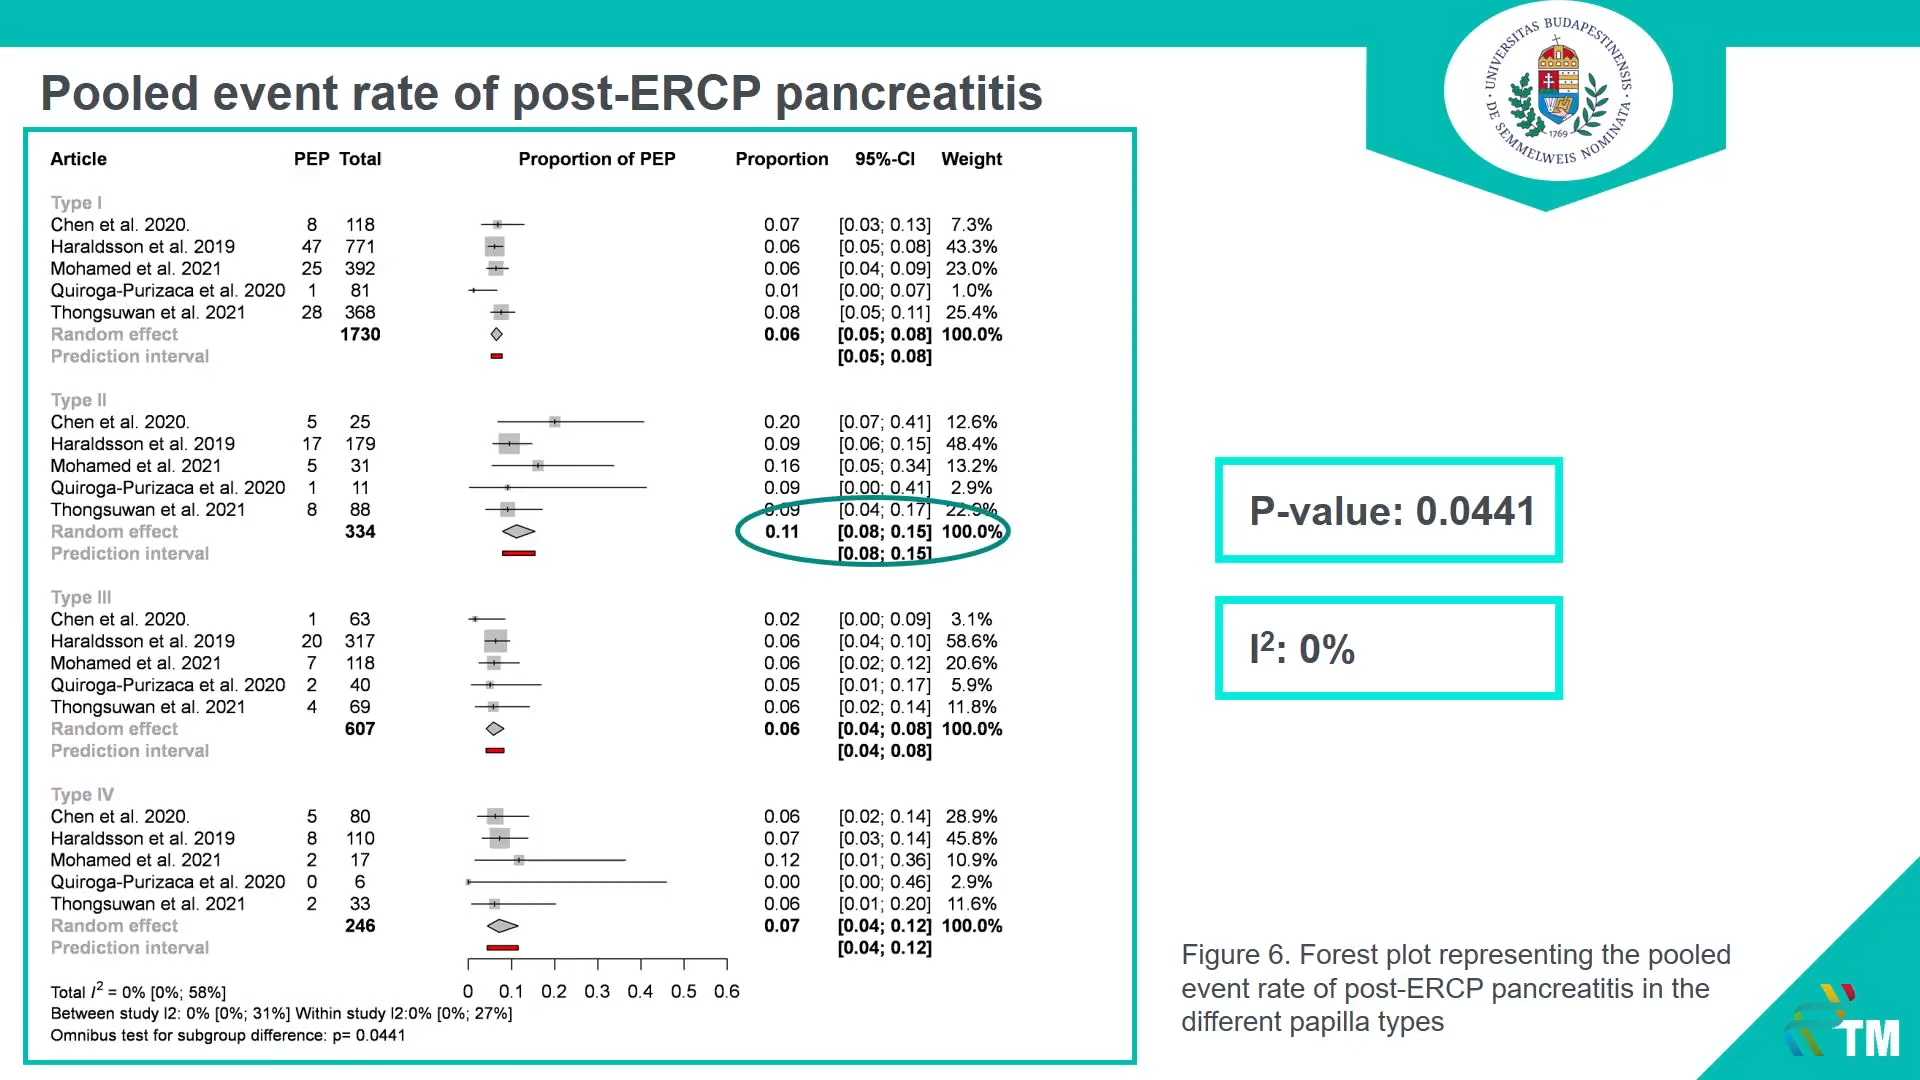 UNIVERSITAS BUDAPESTINENSIS · DE SEMMELWEIS NOMINATA ·
1769
Pooled event rate of post-ERCP pancreatitis
Article PEP Total Proportion of PEP Proportion 95%-CI Weight
Type I
Chen et al. 2020. 8 118 0.07 [0.03; 0.13] 7.3%
Haraldsson et al. 2019 47 771 0.06 [0.05; 0.08] 43.3%
Mohamed et al. 2021 25 392 0.06 [0.04; 0.09] 23.0%
Quiroga-Purizaca et al. 2020 1 81 0.01 [0.00; 0.07] 1.0%
Thongsuwan et al. 2021 28 368 0.08 [0.05; 0.11] 25.4%
Random effect 1730 0.06 [0.05; 0.08] 100.0%
Prediction interval [0.05; 0.08]
Type II
Chen et al. 2020. 5 25 0.20 [0.07; 0.41] 12.6%
Haraldsson et al. 2019 17 179 0.09 [0.06; 0.15] 48.4%
Mohamed et al. 2021 5 31 0.16 [0.05; 0.34] 13.2%
Quiroga-Purizaca et al. 2020 1 11 0.09 [0.00; 0.41] 2.9%
Thongsuwan et al. 2021 8 88 0.09 [0.04; 0.17] 22.9%
Random effect 334 0.11 [0.08; 0.15] 100.0%
Prediction interval [0.08; 0.15]
Type III
Chen et al. 2020. 1 63 0.02 [0.00; 0.09] 3.1%
Haraldsson et al. 2019 20 317 0.06 [0.04; 0.10] 58.6%
Mohamed et al. 2021 7 118 0.06 [0.02; 0.12] 20.6%
Quiroga-Purizaca et al. 2020 2 40 0.05 [0.01; 0.17] 5.9%
Thongsuwan et al. 2021 4 69 0.06 [0.02; 0.14] 11.8%
Random effect 607 0.06 [0.04; 0.08] 100.0%
Prediction interval [0.04; 0.08]
Type IV
Chen et al. 2020. 5 80 0.06 [0.02; 0.14] 28.9%
Haraldsson et al. 2019 8 110 0.07 [0.03; 0.14] 45.8%
Mohamed et al. 2021 2 17 0.12 [0.01; 0.36] 10.9%
Quiroga-Purizaca et al. 2020 0 6 0.00 [0.00; 0.46] 2.9%
Thongsuwan et al. 2021 2 33 0.06 [0.01; 0.20] 11.6%
Random effect 246 0.07 [0.04; 0.12] 100.0%
Prediction interval [0.04; 0.12]
0 0.1 0.2 0.3 0.4 0.5 0.6
Total I² = 0% [0%; 58%]
Between study I2: 0% [0%; 31%] Within study I2:0% [0%; 27%]
Omnibus test for subgroup difference: p= 0.0441
P-value: 0.0441
I²: 0%
Figure 6. Forest plot representing the pooled
event rate of post-ERCP pancreatitis in the
different papilla types
TM